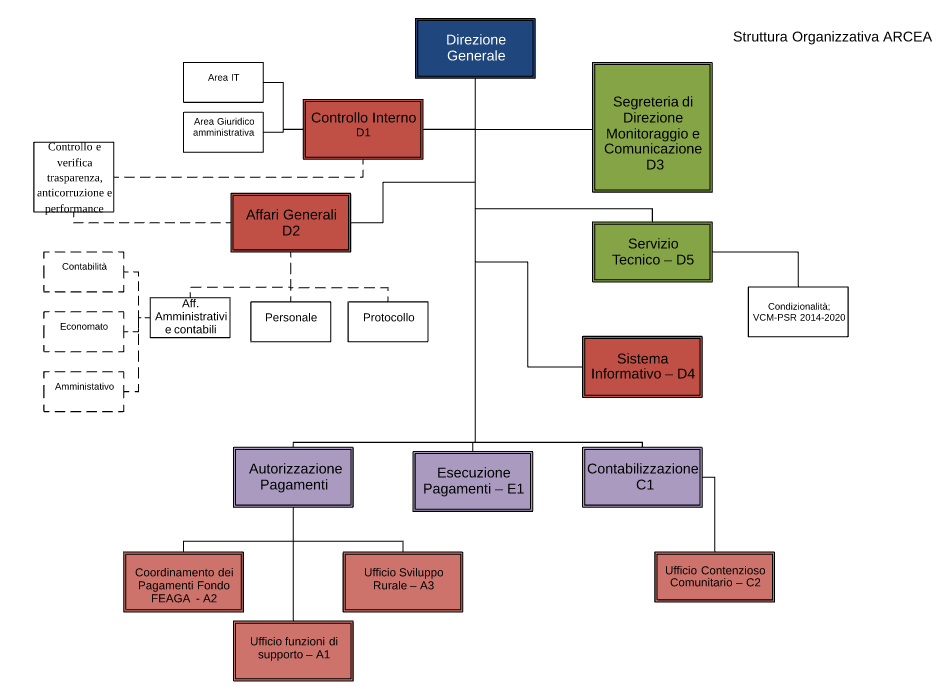 Struttura Organizzativa ARCEA
Direzione
Generale
Area IT
Area Giuridico
amministrativa
Controllo Interno
D1
Segreteria di
Direzione
Monitoraggio e
Comunicazione
D3
Controllo e
verifica
trasparenza,
anticorruzione e
performance
Affari Generali
D2
Servizio
Tecnico – D5
Contabilità
Economato
Amministativo
Aff.
Amministrativi
e contabili
Personale
Protocollo
Condizionalità;
VCM-PSR 2014-2020
Sistema
Informativo – D4
Autorizzazione
Pagamenti
Esecuzione
Pagamenti – E1
Contabilizzazione
C1
Coordinamento dei
Pagamenti Fondo
FEAGA - A2
Ufficio Sviluppo
Rurale – A3
Ufficio Contenzioso
Comunitario – C2
Ufficio funzioni di
supporto – A1